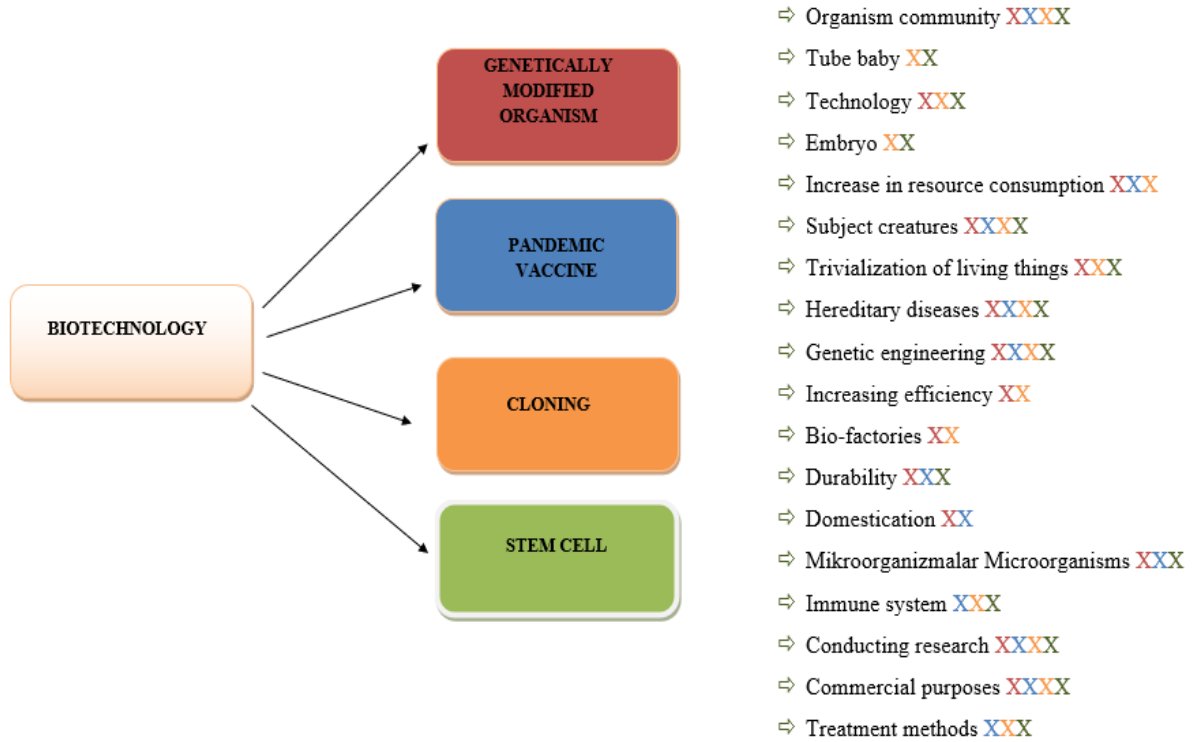 GENETICALLY
MODIFIED
ORGANISM
PANDEMIC
VACCINE
BIOTECHNOLOGY
CLONING
STEM CELL
⇨ Organism community XXXX
⇨ Tube baby XX
⇨ Technology XXX
⇨ Embryo XX
⇨ Increase in resource consumption XXX
⇨ Subject creatures XXXX
⇨ Trivialization of living things XXX
⇨ Hereditary diseases XXXX
⇨ Genetic engineering XXXX
⇨ Increasing efficiency XX
⇨ Bio-factories XX
⇨ Durability XXX
⇨ Domestication XX
⇨ Mikroorganizmalar Microorganisms XXX
⇨ Immune system XXX
⇨ Conducting research XXXX
⇨ Commercial purposes XXXX
⇨ Treatment methods XXX